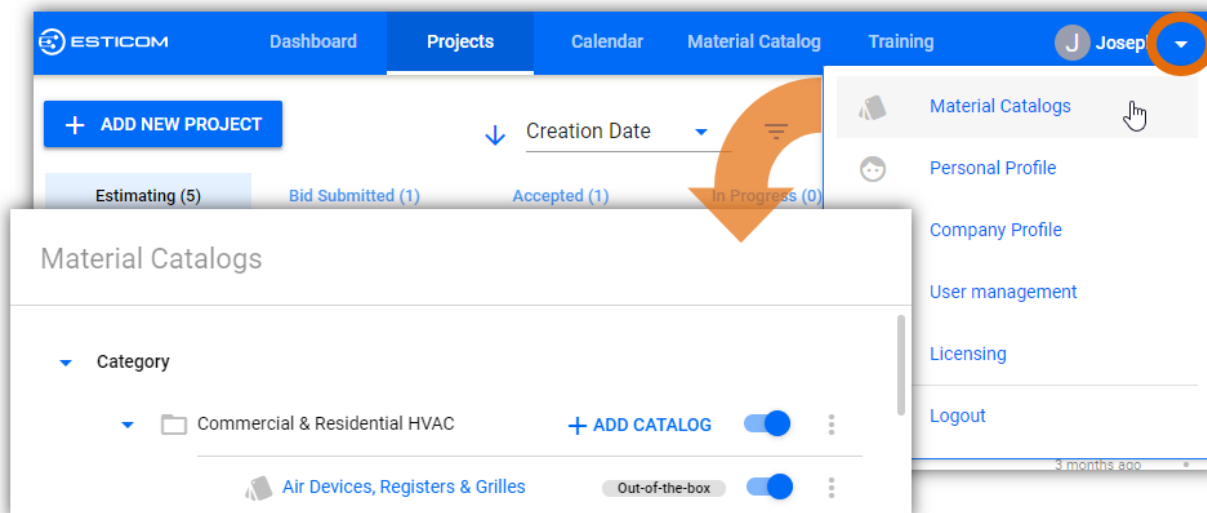 ESTICOM Dashboard Projects Calendar Material Catalog Training J Josep
+ ADD NEW PROJECT
Creation Date
Estimating (5) Bid Submitted (1) Accepted (1) In Progress (0)
Material Catalogs
Personal Profile
Company Profile
User management
Licensing
Logout
3 months ago
Material Catalogs
Category
Commercial & Residential HVAC + ADD CATALOG
Air Devices, Registers & Grilles Out-of-the-box